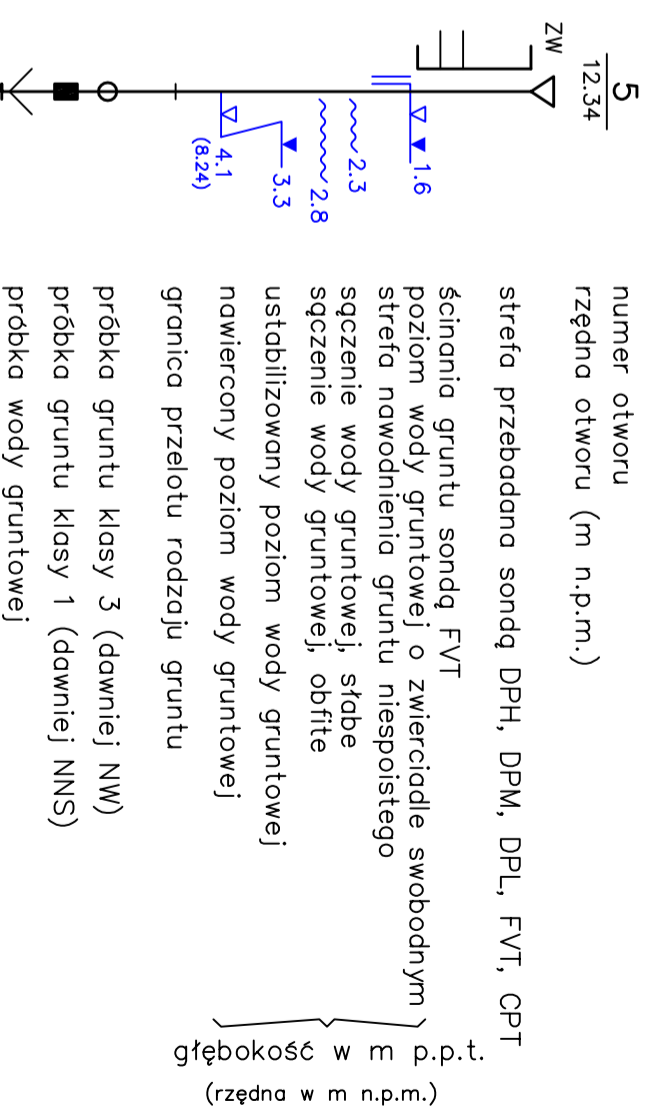 5
12.34
ZW
1.6
2.3
2.8
3.3
4.1
(8.24)
numer otworu
rzędna otworu (m n.p.m.)
strefa przebadana sondą DPH, DPM, DPL, FVT, CPT
ścinania gruntu sondą FVT
poziom wody gruntowej o zwierciadle swobodnym
strefa nawodnienia gruntu niespoistego
sączenie wody gruntowej, słabe
sączenie wody gruntowej, obfite
ustabilizowany poziom wody gruntowej
nawiercony poziom wody gruntowej
granica przelotu rodzaju gruntu
próbka gruntu klasy 3 (dawniej NW)
próbka gruntu klasy 1 (dawniej NNS)
próbka wody gruntowej
głębokość w m p.p.t.
(rzędna w m n.p.m.)